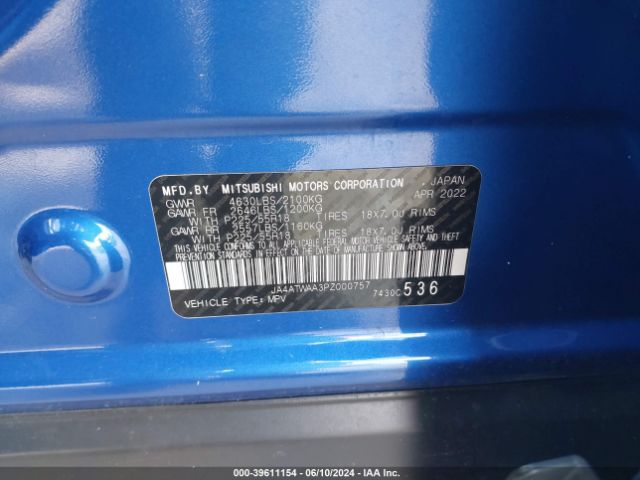 MFD.BY MITSUBISHI MOTORS CORPORATION . JAPAN
GVWR 4630LBS/2100KG APR 2022
GAWR FR 2646LBS/1200KG
WITH P225/55R18 TIRES 18X7.0J RIMS
GAWR RR 2557LBS/1160KG
WITH P225/55R18 TIRES 18X7.0J RIMS
THIS VEHICLE CONFORMS TO ALL APPLICABLE FEDERAL MOTOR VEHICLE SAFETY, BUMPER, AND THEFT
PREVENTION STANDARDS IN EFFECT ON THE DATE OF MANUFACTURE SHOWN ABOVE.
JA4ATWAA3PZ000757
VEHICLE TYPE: MPV 7430C 536
000-39611154 - 06/10/2024 - IAA Inc.